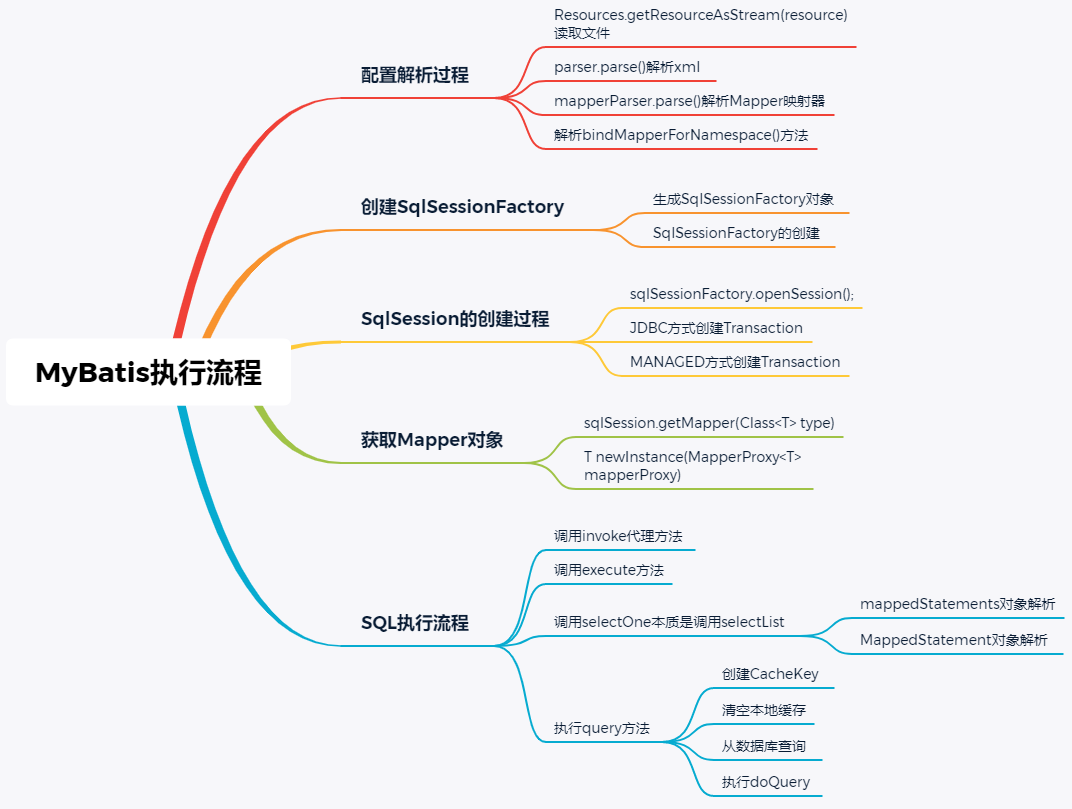 MyBatis执行流程
配置解析过程
Resources.getResourceAsStream(resource)
读取文件
parser.parse()解析xml
mapperParser.parse()解析Mapper映射器
解析bindMapperForNamespace()方法
创建SqlSessionFactory
生成SqlSessionFactory对象
SqlSessionFactory的创建
SqlSession的创建过程
sqlSessionFactory.openSession();
JDBC方式创建Transaction
MANAGED方式创建Transaction
获取Mapper对象
sqlSession.getMapper(Class<T> type)
T newInstance(MapperProxy<T>
mapperProxy)
SQL执行流程
调用invoke代理方法
调用execute方法
调用selectOne本质是调用selectList
mappedStatements对象解析
MappedStatement对象解析
执行query方法
创建CacheKey
清空本地缓存
从数据库查询
执行doQuery